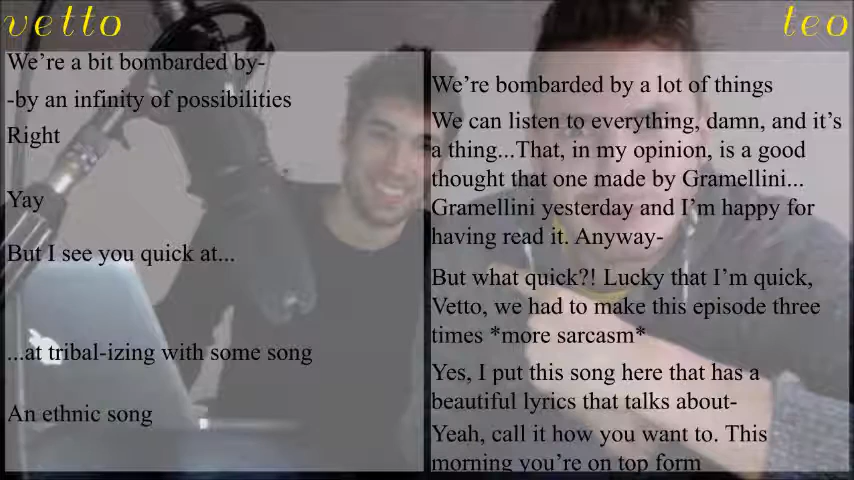 vetto
teo
We're a bit bombarded by-
-by an infinity of possibilities
Right
Yay
But I see you quick at...
...at tribal-izing with some song
An ethnic song
We're bombarded by a lot of things
We can listen to everything, damn, and it's
a thing...That, in my opinion, is a good
thought that one made by Gramellini...
Gramellini yesterday and I'm happy for
having read it. Anyway-
But what quick?! Lucky that I'm quick,
Vetto, we had to make this episode three
times *more sarcasm*
Yes, I put this song here that has a
beautiful lyrics that talks about-
Yeah, call it how you want to. This
morning you're on top form